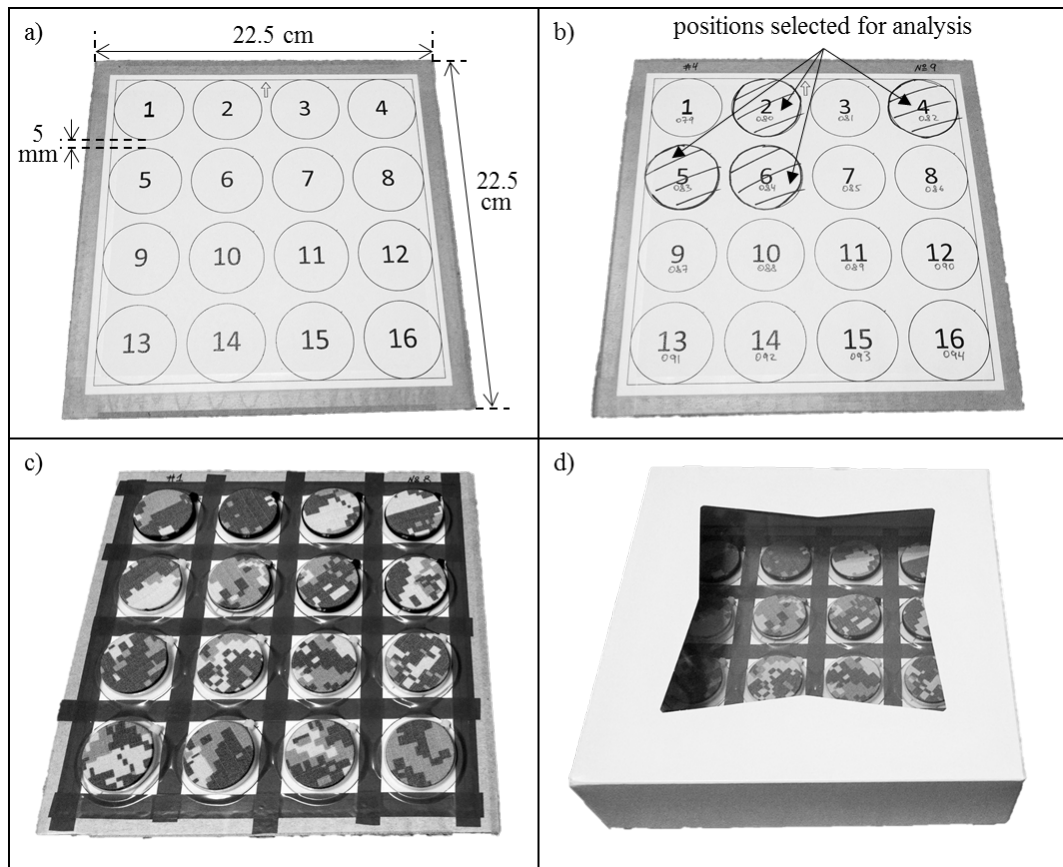 a)
22.5 cm
5
mm
22.5
cm
1 2 3 4
5 6 7 8
9 10 11 12
13 14 15 16
b)
positions selected for analysis
#4
1 2 3 4
079 080 081 082
5 6 7 8
083 084 085 086
9 10 11 12
087 088 089 090
13 14 15 16
091 092 093 094
c)
#1
d)